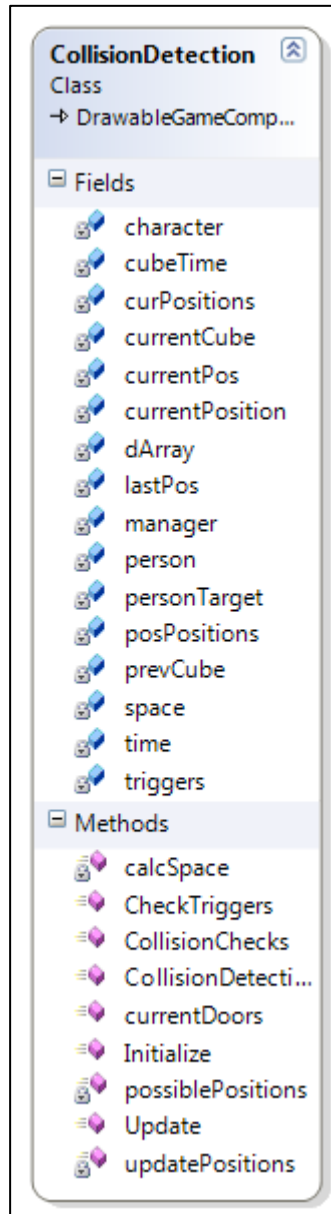 CollisionDetection
Class
DrawableGameComp...
Fields
character
cubeTime
curPositions
currentCube
currentPos
currentPosition
dArray
lastPos
manager
person
personTarget
posPositions
prevCube
space
time
triggers
Methods
calcSpace
CheckTriggers
CollisionChecks
CollisionDetecti...
currentDoors
Initialize
possiblePositions
Update
updatePositions